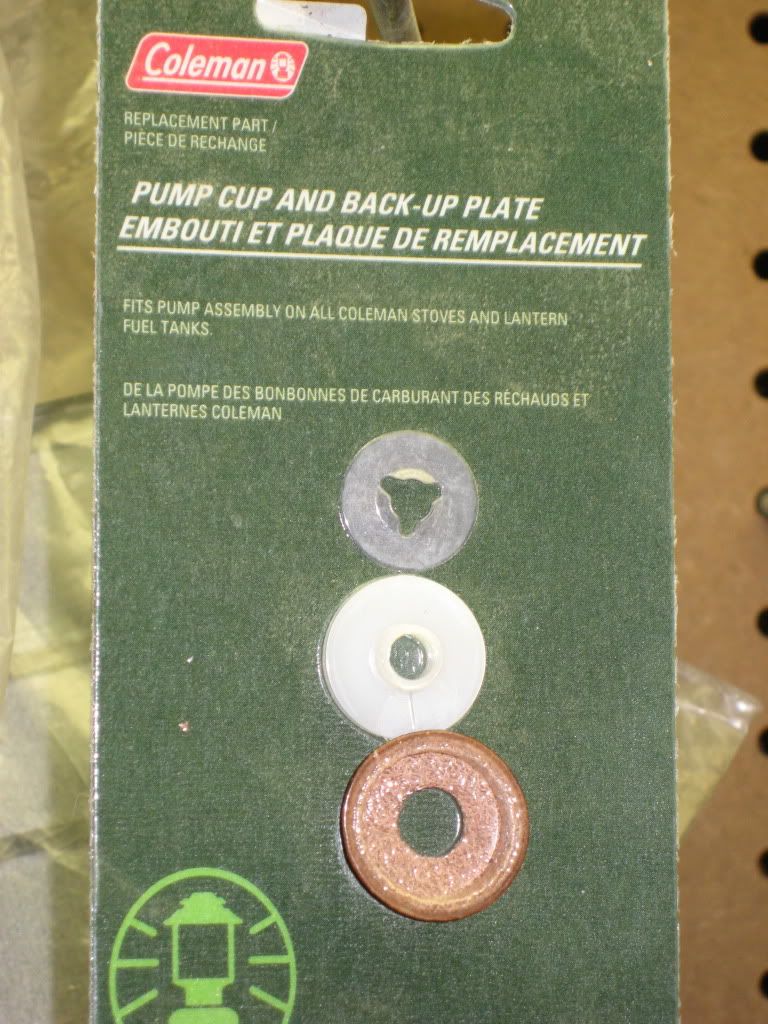 Coleman
REPLACEMENT PART /
PIÈCE DE RECHANGE
PUMP CUP AND BACK-UP PLATE
EMBOUTI ET PLAQUE DE REMPLACEMENT
FITS PUMP ASSEMBLY ON ALL COLEMAN STOVES AND LANTERN
FUEL TANKS.
DE LA POMPE DES BONBONNES DE CARBURANT DES RÉCHAUDS ET
LANTERNES COLEMAN